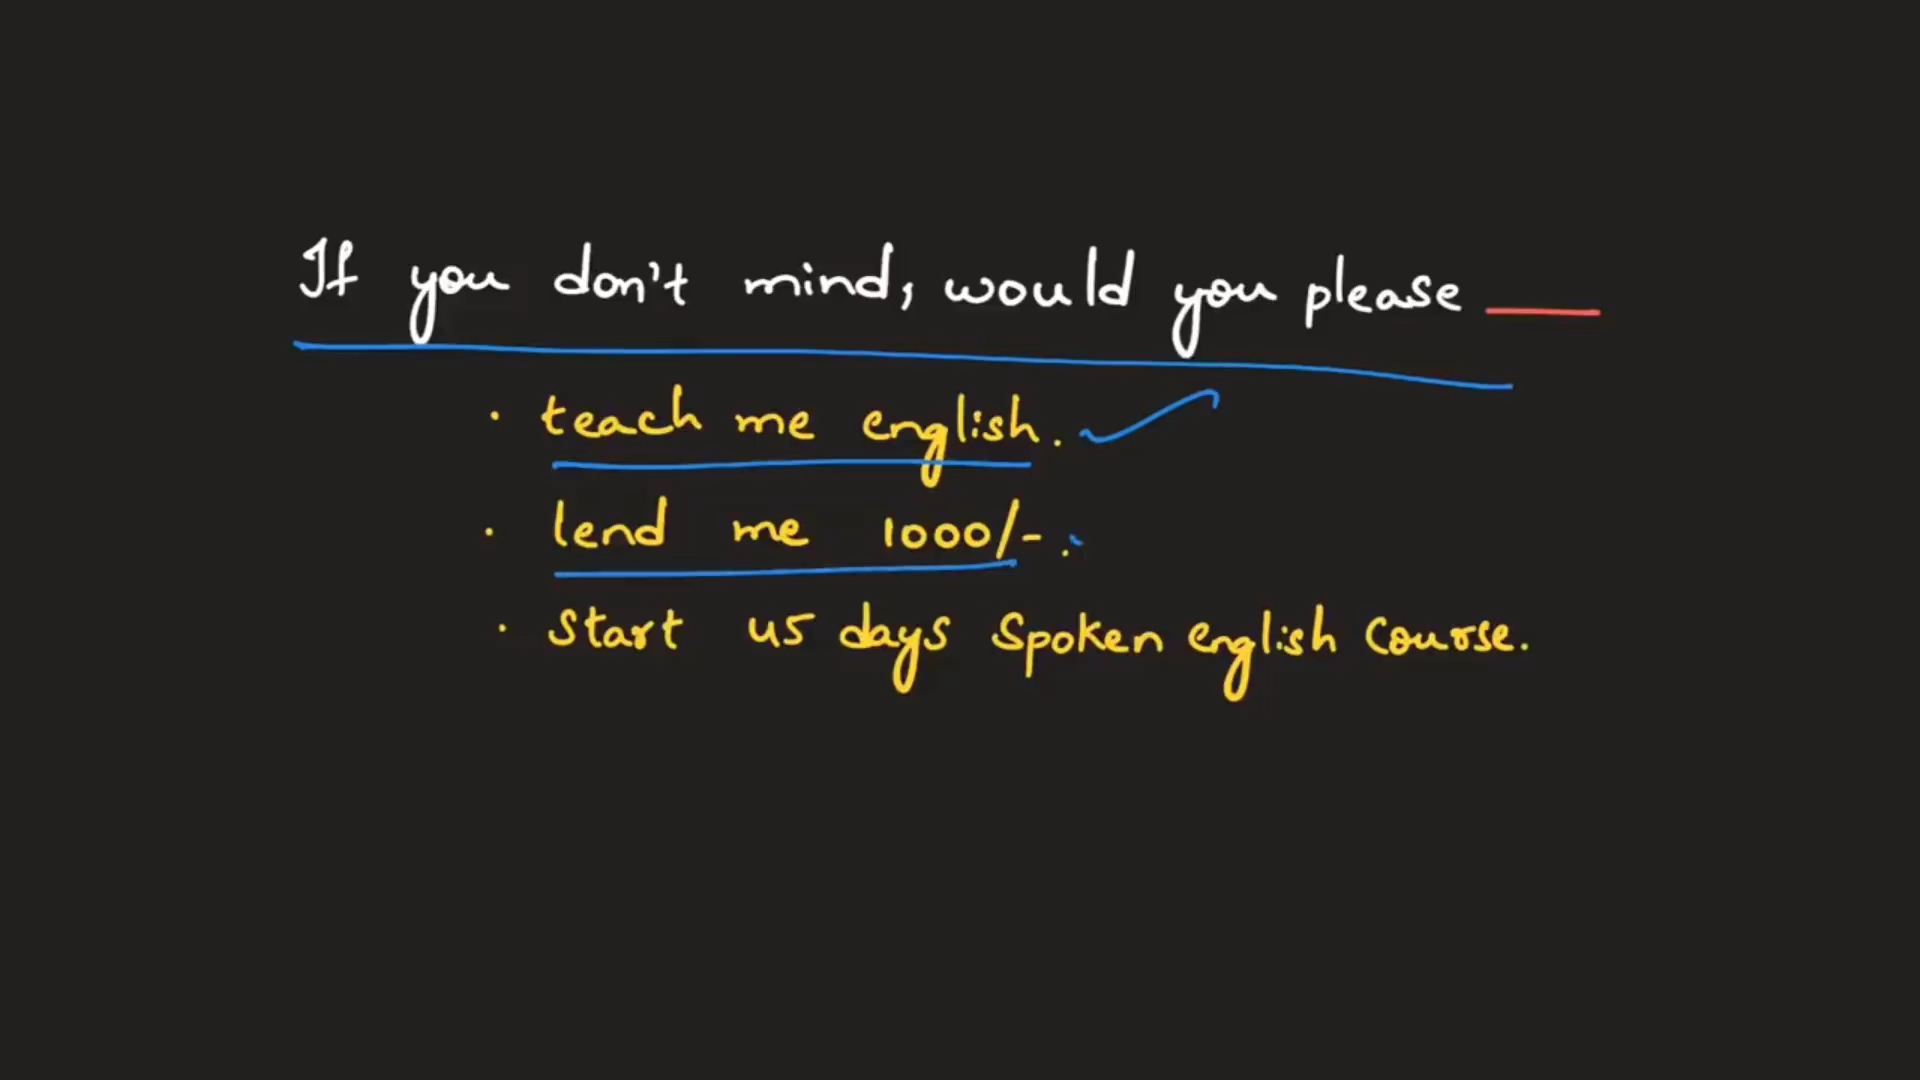 If you don't mind, would you please ___
· teach me english.
· lend me 1000/-.
· Start 45 days Spoken english Course.